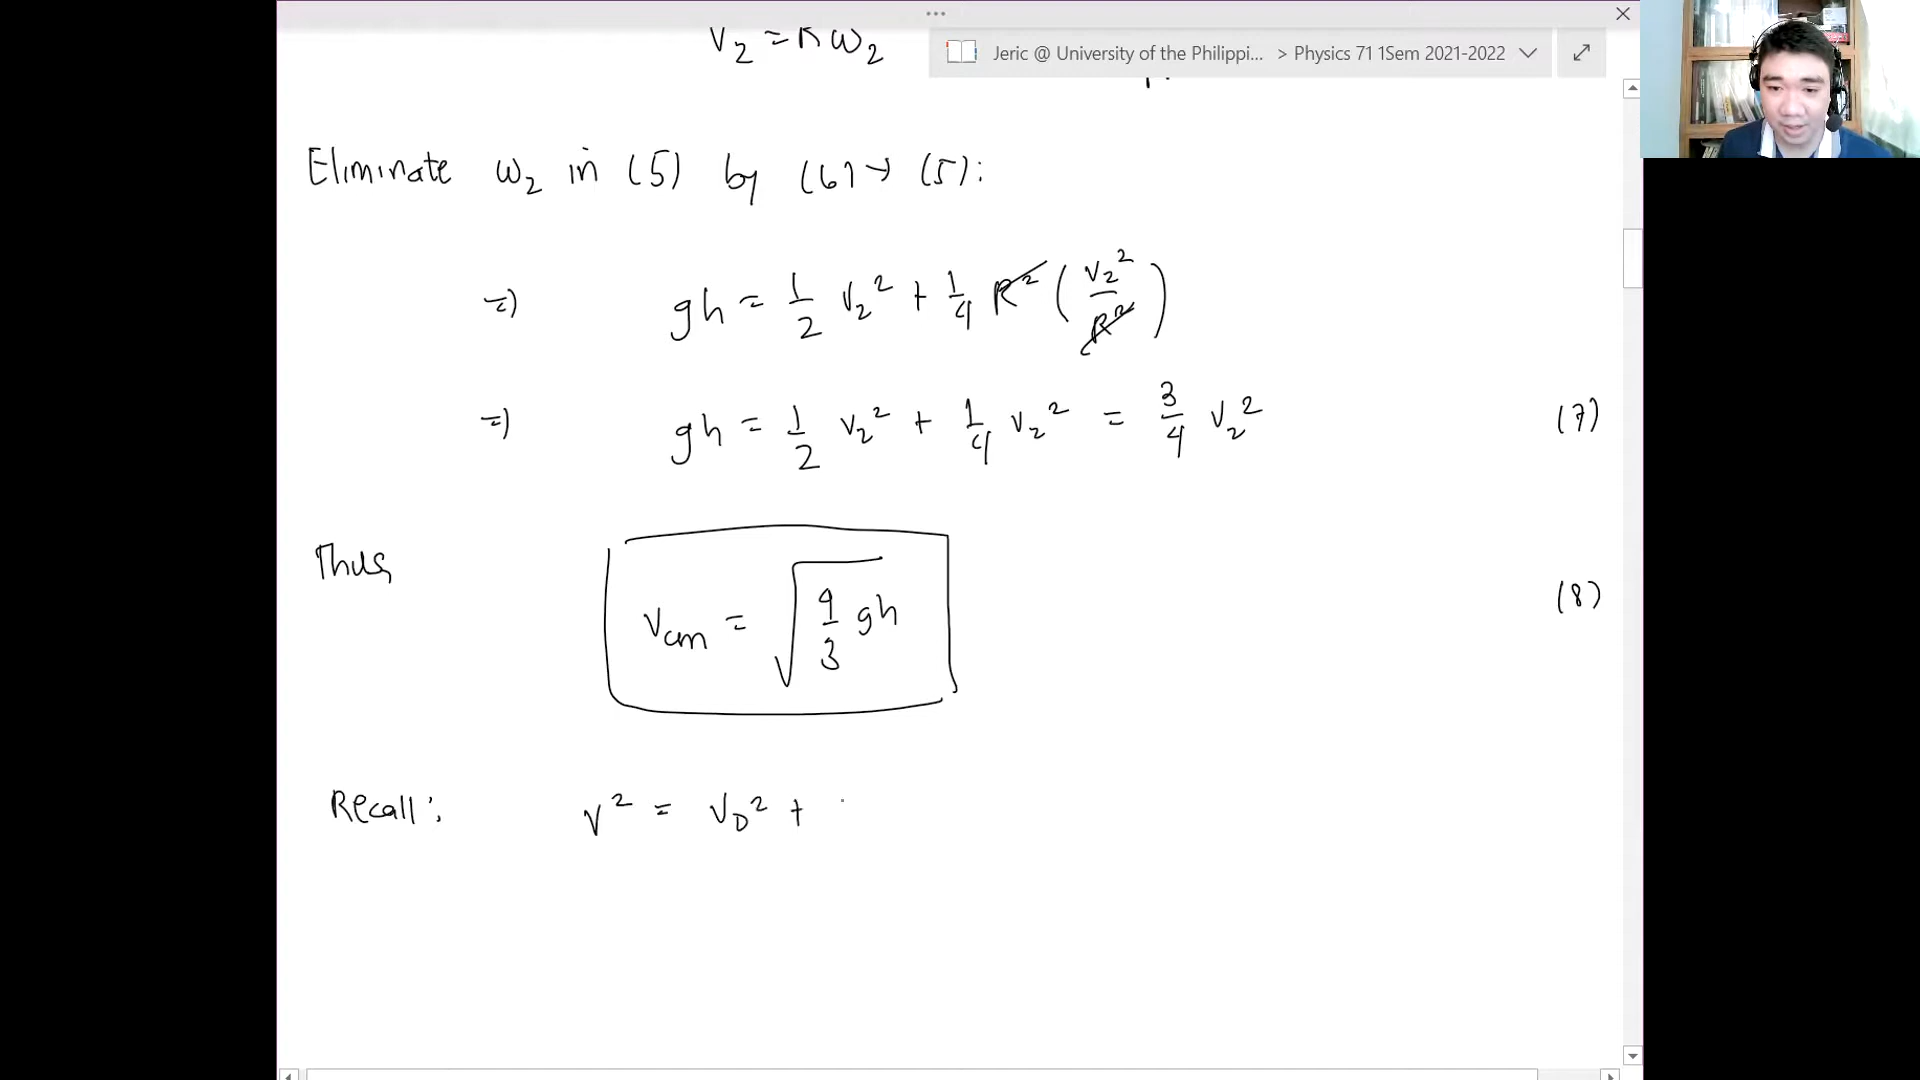 v₂ = Rω₂
Jeric @ University of the Philippi... > Physics 71 1Sem 2021-2022
Eliminate ω₂ in (5) by (6) → (5):
⇒ gh = 1/2 v₂² + 1/4 R² (v₂²/R²)
⇒ gh = 1/2 v₂² + 1/4 v₂² = 3/4 v₂² (7)
Thus, v_cm = √(4/3 gh) (8)
Recall: v² = v₀² +